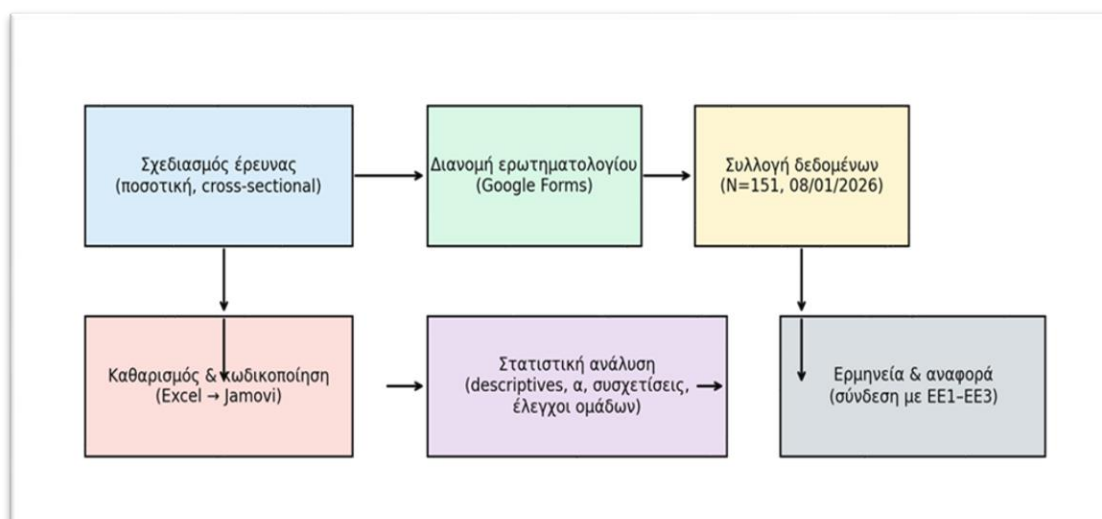 Σχεδιασμός έρευνας
(ποσοτική, cross-sectional)
Διανομή ερωτηματολογίου
(Google Forms)
Συλλογή δεδομένων
(N=151, 08/01/2026)
Καθαρισμός & κωδικοποίηση
(Excel → Jamovi)
Στατιστική ανάλυση
(descriptives, α, συσχετίσεις,
έλεγχοι ομάδων)
Ερμηνεία & αναφορά
(σύνδεση με ΕΕ1–ΕΕ3)